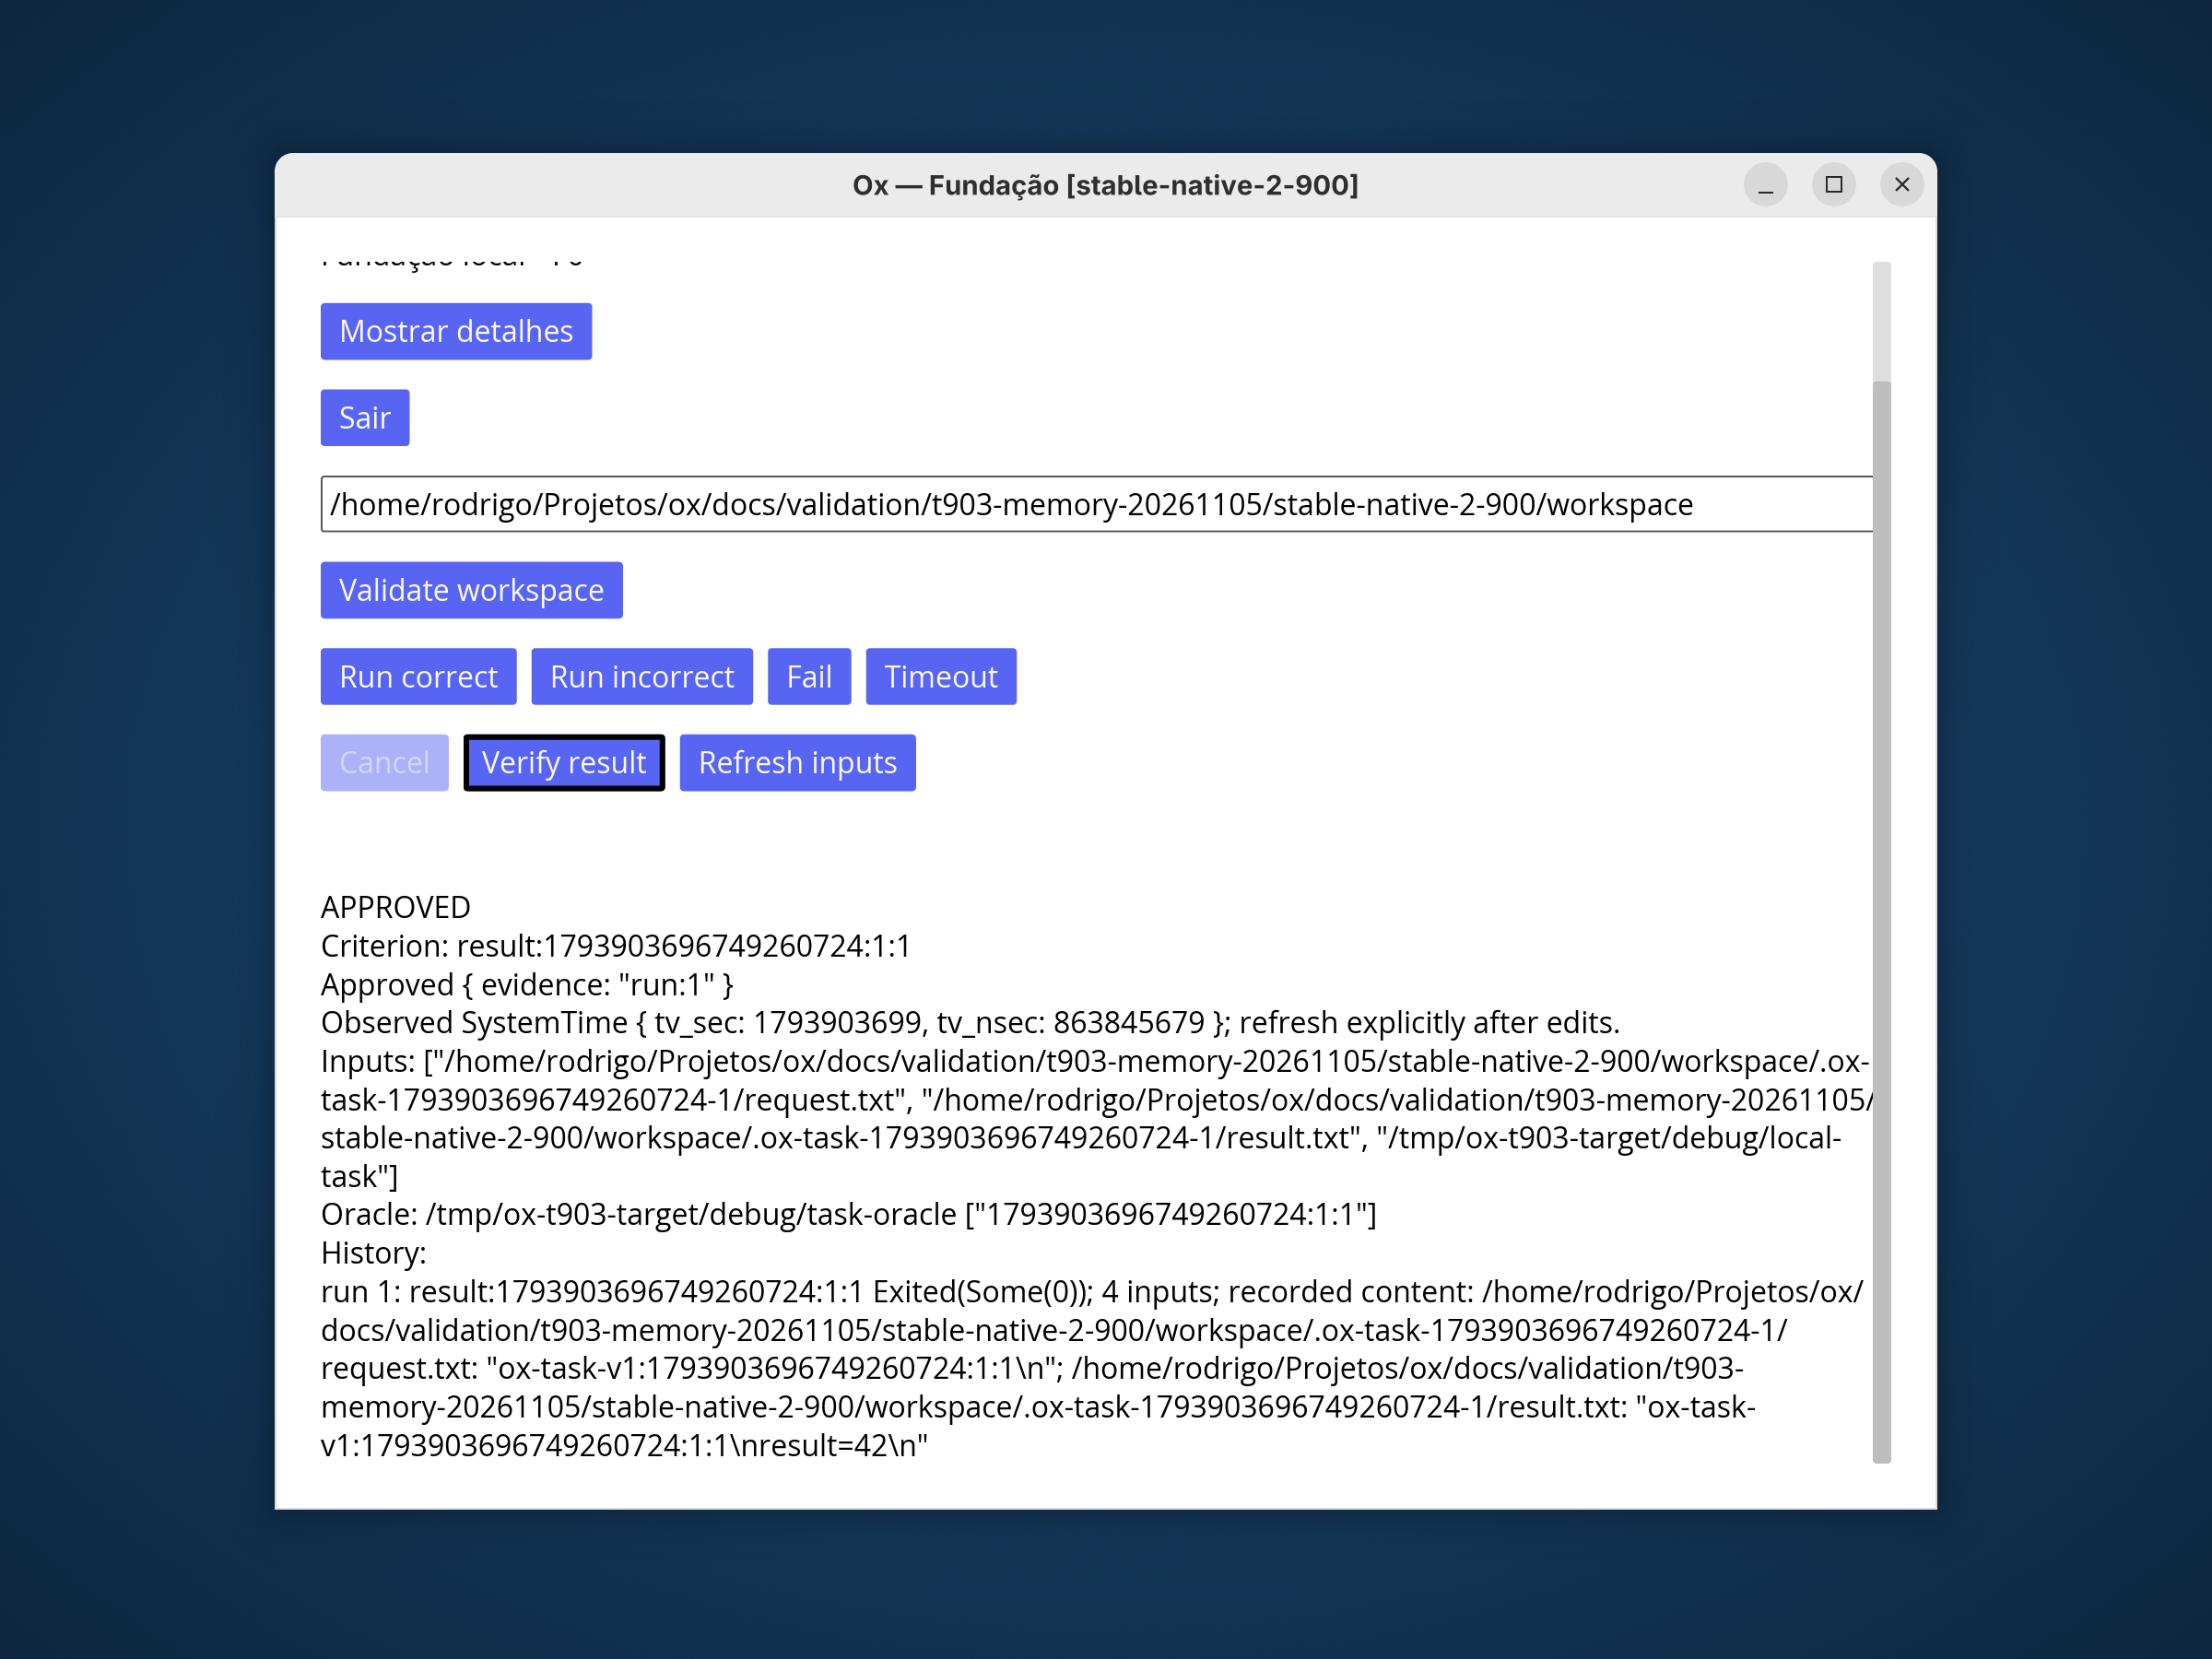 Ox — Fundação [stable-native-2-900]
Fundação local
Mostrar detalhes
Sair
/home/rodrigo/Projetos/ox/docs/validation/t903-memory-20261105/stable-native-2-900/workspace
Validate workspace
Run correct Run incorrect Fail Timeout
Cancel Verify result Refresh inputs
APPROVED
Criterion: result:1793903696749260724:1:1
Approved { evidence: "run:1" }
Observed SystemTime { tv_sec: 1793903699, tv_nsec: 863845679 }; refresh explicitly after edits.
Inputs: ["/home/rodrigo/Projetos/ox/docs/validation/t903-memory-20261105/stable-native-2-900/workspace/.ox-
task-1793903696749260724-1/request.txt", "/home/rodrigo/Projetos/ox/docs/validation/t903-memory-20261105/
stable-native-2-900/workspace/.ox-task-1793903696749260724-1/result.txt", "/tmp/ox-t903-target/debug/local-
task"]
Oracle: /tmp/ox-t903-target/debug/task-oracle ["1793903696749260724:1:1"]
History:
run 1: result:1793903696749260724:1:1 Exited(Some(0)); 4 inputs; recorded content: /home/rodrigo/Projetos/ox/
docs/validation/t903-memory-20261105/stable-native-2-900/workspace/.ox-task-1793903696749260724-1/
request.txt: "ox-task-v1:1793903696749260724:1:1\n"; /home/rodrigo/Projetos/ox/docs/validation/t903-
memory-20261105/stable-native-2-900/workspace/.ox-task-1793903696749260724-1/result.txt: "ox-task-
v1:1793903696749260724:1:1\nresult=42\n"